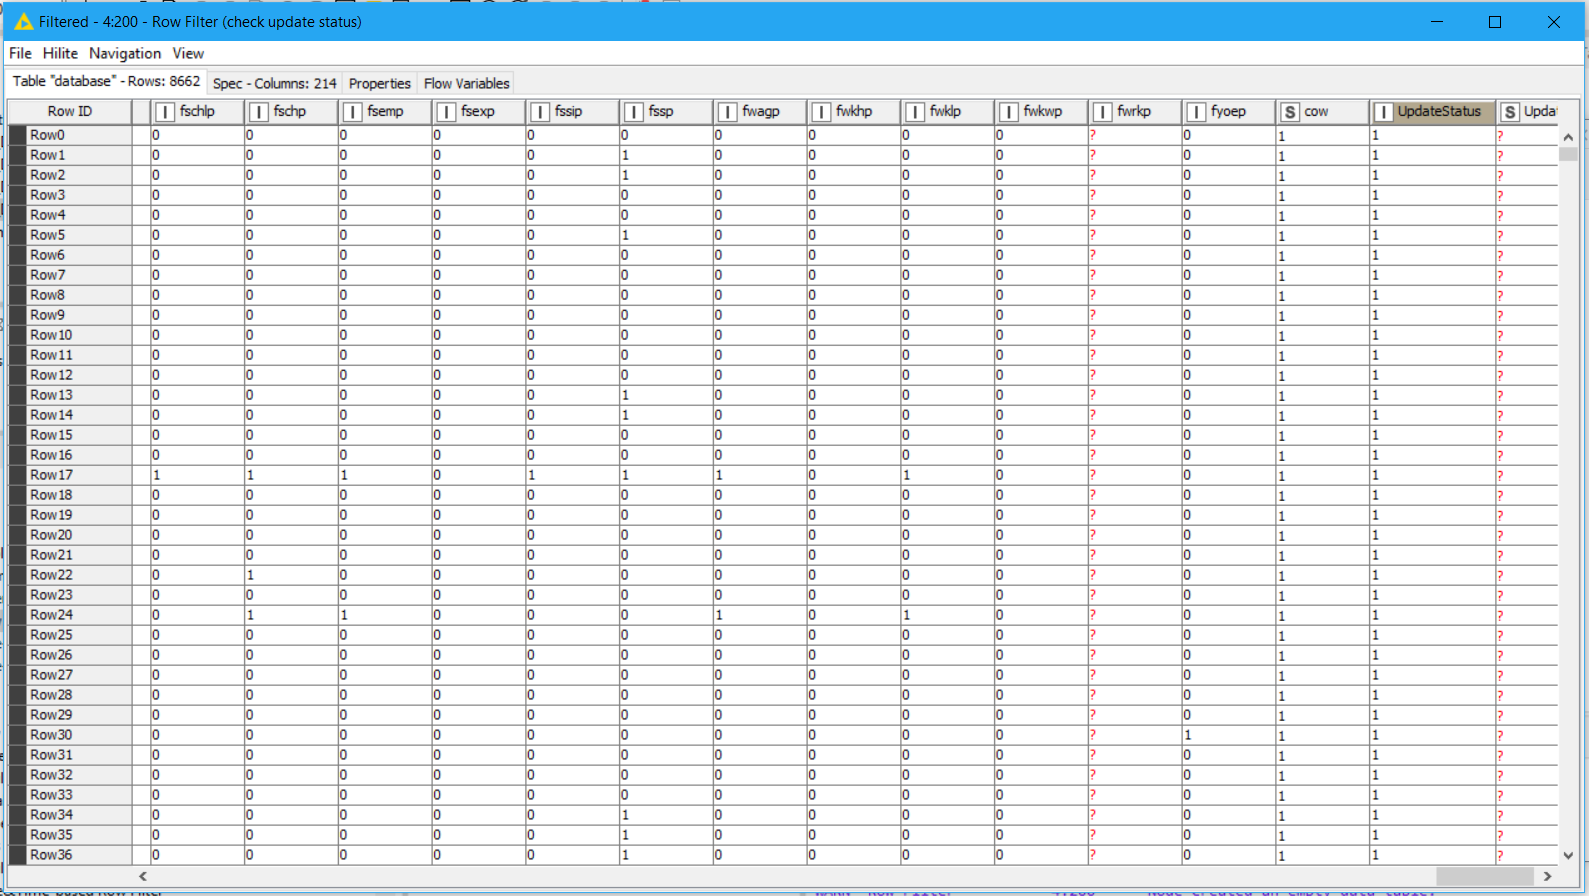 Filtered - 4:200 - Row Filter (check update status)
File Hilite Navigation View
Table "database" - Rows: 8662 Spec - Columns: 214 Properties Flow Variables
Row ID I fschlp I fschp I fsemp I fsexp I fssip I fssp I fwagp I fwkhp I fwklp I fwkwp I fwrkp I fyoep S cow I UpdateStatus S Updat
Row0 0 0 0 0 0 0 0 0 0 0 ? 0 1 1 ?
Row1 0 0 0 0 0 1 0 0 0 0 ? 0 1 1 ?
Row2 0 0 0 0 0 1 0 0 0 0 ? 0 1 1 ?
Row3 0 0 0 0 0 0 0 0 0 0 ? 0 1 1 ?
Row4 0 0 0 0 0 0 0 0 0 0 ? 0 1 1 ?
Row5 0 0 0 0 0 1 0 0 0 0 ? 0 1 1 ?
Row6 0 0 0 0 0 0 0 0 0 0 ? 0 1 1 ?
Row7 0 0 0 0 0 0 0 0 0 0 ? 0 1 1 ?
Row8 0 0 0 0 0 0 0 0 0 0 ? 0 1 1 ?
Row9 0 0 0 0 0 0 0 0 0 0 ? 0 1 1 ?
Row10 0 0 0 0 0 0 0 0 0 0 ? 0 1 1 ?
Row11 0 0 0 0 0 0 0 0 0 0 ? 0 1 1 ?
Row12 0 0 0 0 0 0 0 0 0 0 ? 0 1 1 ?
Row13 0 0 0 0 0 1 0 0 0 0 ? 0 1 1 ?
Row14 0 0 0 0 0 1 0 0 0 0 ? 0 1 1 ?
Row15 0 0 0 0 0 0 0 0 0 0 ? 0 1 1 ?
Row16 0 0 0 0 0 0 0 0 0 0 ? 0 1 1 ?
Row17 1 1 1 0 1 1 1 0 1 0 ? 0 1 1 ?
Row18 0 0 0 0 0 0 0 0 0 0 ? 0 1 1 ?
Row19 0 0 0 0 0 0 0 0 0 0 ? 0 1 1 ?
Row20 0 0 0 0 0 0 0 0 0 0 ? 0 1 1 ?
Row21 0 0 0 0 0 0 0 0 0 0 ? 0 1 1 ?
Row22 0 1 0 0 0 0 0 0 0 0 ? 0 1 1 ?
Row23 0 0 0 0 0 0 0 0 0 0 ? 0 1 1 ?
Row24 0 1 1 0 0 0 1 0 1 0 ? 0 1 1 ?
Row25 0 0 0 0 0 0 0 0 0 0 ? 0 1 1 ?
Row26 0 0 0 0 0 0 0 0 0 0 ? 0 1 1 ?
Row27 0 0 0 0 0 0 0 0 0 0 ? 0 1 1 ?
Row28 0 0 0 0 0 0 0 0 0 0 ? 0 1 1 ?
Row29 0 0 0 0 0 0 0 0 0 0 ? 0 1 1 ?
Row30 0 0 0 0 0 0 0 0 0 0 ? 1 1 1 ?
Row31 0 0 0 0 0 0 0 0 0 0 ? 0 1 1 ?
Row32 0 0 0 0 0 0 0 0 0 0 ? 0 1 1 ?
Row33 0 0 0 0 0 0 0 0 0 0 ? 0 1 1 ?
Row34 0 0 0 0 0 1 0 0 0 0 ? 0 1 1 ?
Row35 0 0 0 0 0 1 0 0 0 0 ? 0 1 1 ?
Row36 0 0 0 0 0 1 0 0 0 0 ? 0 1 1 ?